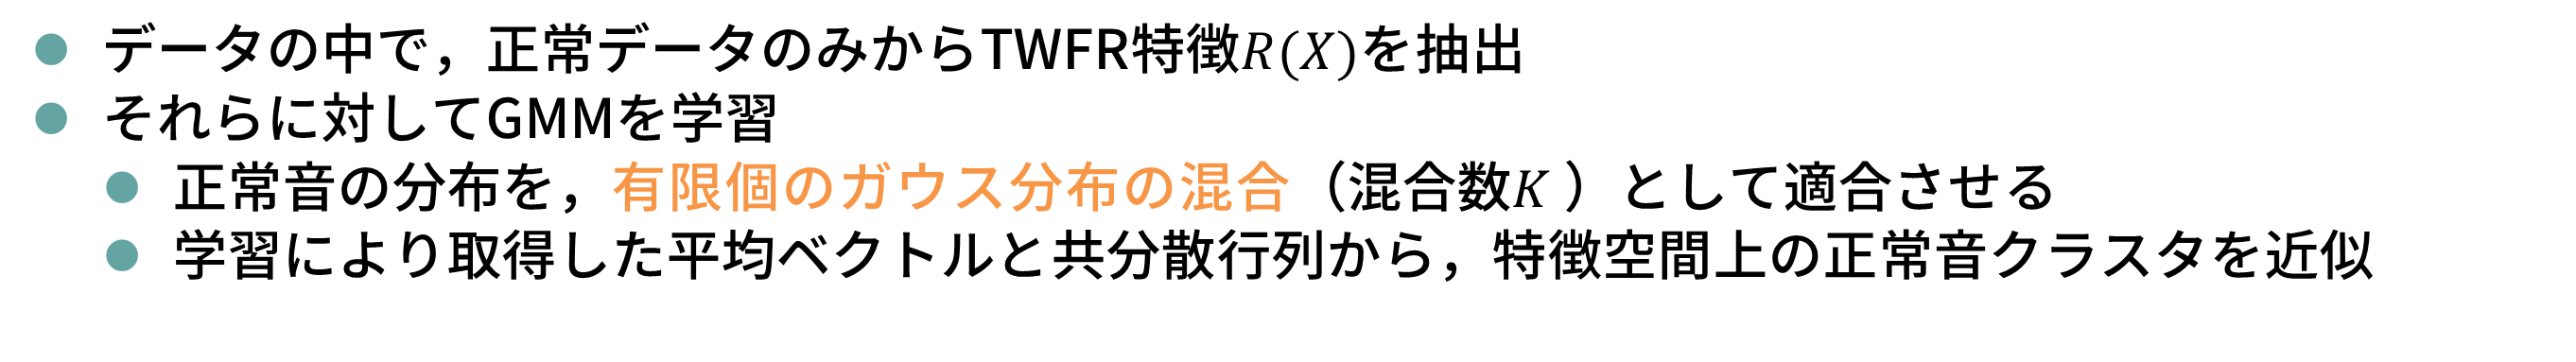 ● データの中で，正常データのみからTWFR特徴R(X)を抽出
● それらに対してGMMを学習
● 正常音の分布を，有限個のガウス分布の混合（混合数K ）として適合させる
● 学習により取得した平均ベクトルと共分散行列から，特徴空間上の正常音クラスタを近似